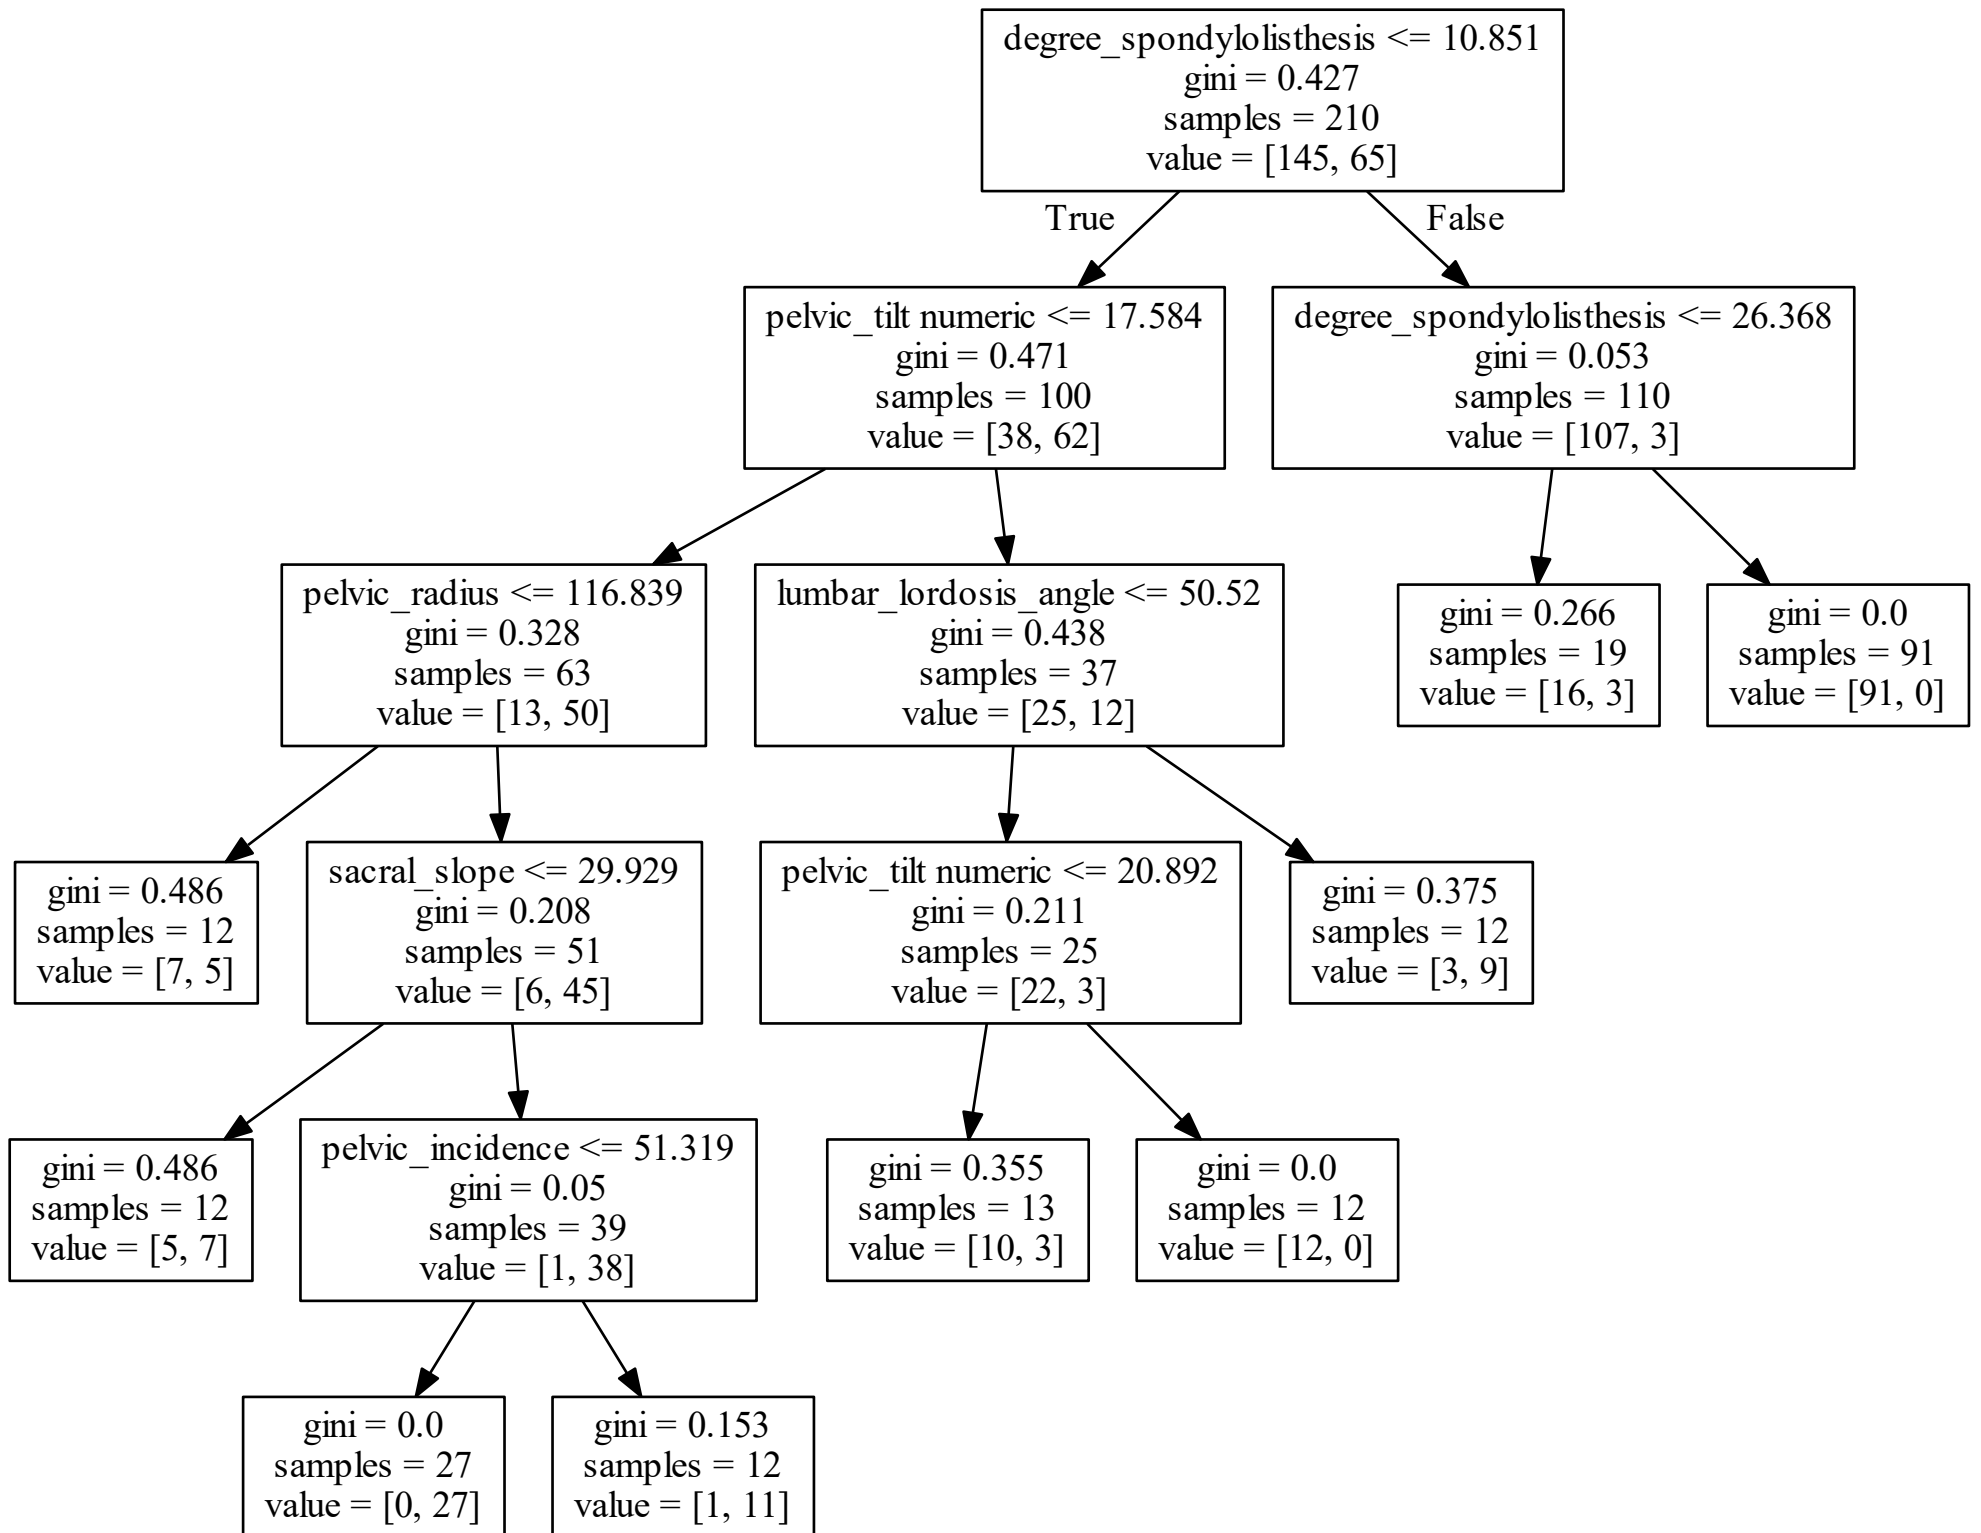 degree_spondylolisthesis <= 10.851
gini = 0.427
samples = 210
value = [145, 65]
True
False
pelvic_tilt numeric <= 17.584
gini = 0.471
samples = 100
value = [38, 62]
degree_spondylolisthesis <= 26.368
gini = 0.053
samples = 110
value = [107, 3]
pelvic_radius <= 116.839
gini = 0.328
samples = 63
value = [13, 50]
lumbar_lordosis_angle <= 50.52
gini = 0.438
samples = 37
value = [25, 12]
gini = 0.266
samples = 19
value = [16, 3]
gini = 0.0
samples = 91
value = [91, 0]
gini = 0.486
samples = 12
value = [7, 5]
sacral_slope <= 29.929
gini = 0.208
samples = 51
value = [6, 45]
pelvic_tilt numeric <= 20.892
gini = 0.211
samples = 25
value = [22, 3]
gini = 0.375
samples = 12
value = [3, 9]
gini = 0.486
samples = 12
value = [5, 7]
pelvic_incidence <= 51.319
gini = 0.05
samples = 39
value = [1, 38]
gini = 0.355
samples = 13
value = [10, 3]
gini = 0.0
samples = 12
value = [12, 0]
gini = 0.0
samples = 27
value = [0, 27]
gini = 0.153
samples = 12
value = [1, 11]